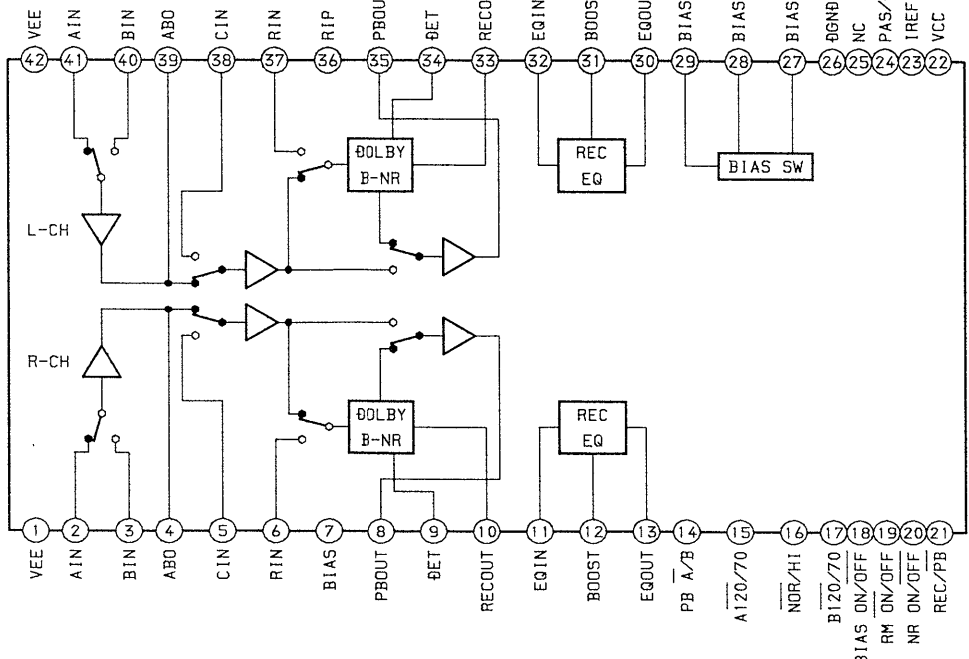 VEE
AIN
BIN
ABO
CIN
RIN
RIP
PBOUT
DET
RECO
EQIN
BOOS
EQOU
BIAS
BIAS
BIAS
DGND
NC
PAS/
IREF
VCC
42 41 40 39 38 37 36 35 34 33 32 31 30 29 28 27 26 25 24 23 22
DOLBY
B-NR
REC
EQ
BIAS SW
L-CH
R-CH
DOLBY
B-NR
REC
EQ
1 2 3 4 5 6 7 8 9 10 11 12 13 14 15 16 17 18 19 20 21
VEE
AIN
BIN
ABO
CIN
RIN
BIAS
PBOUT
DET
RECOUT
EQIN
BOOST
EQOUT
PB A/B
A120/70
NOR/HI
B120/70
BIAS ON/OFF
RM ON/OFF
NR ON/OFF
REC/PB